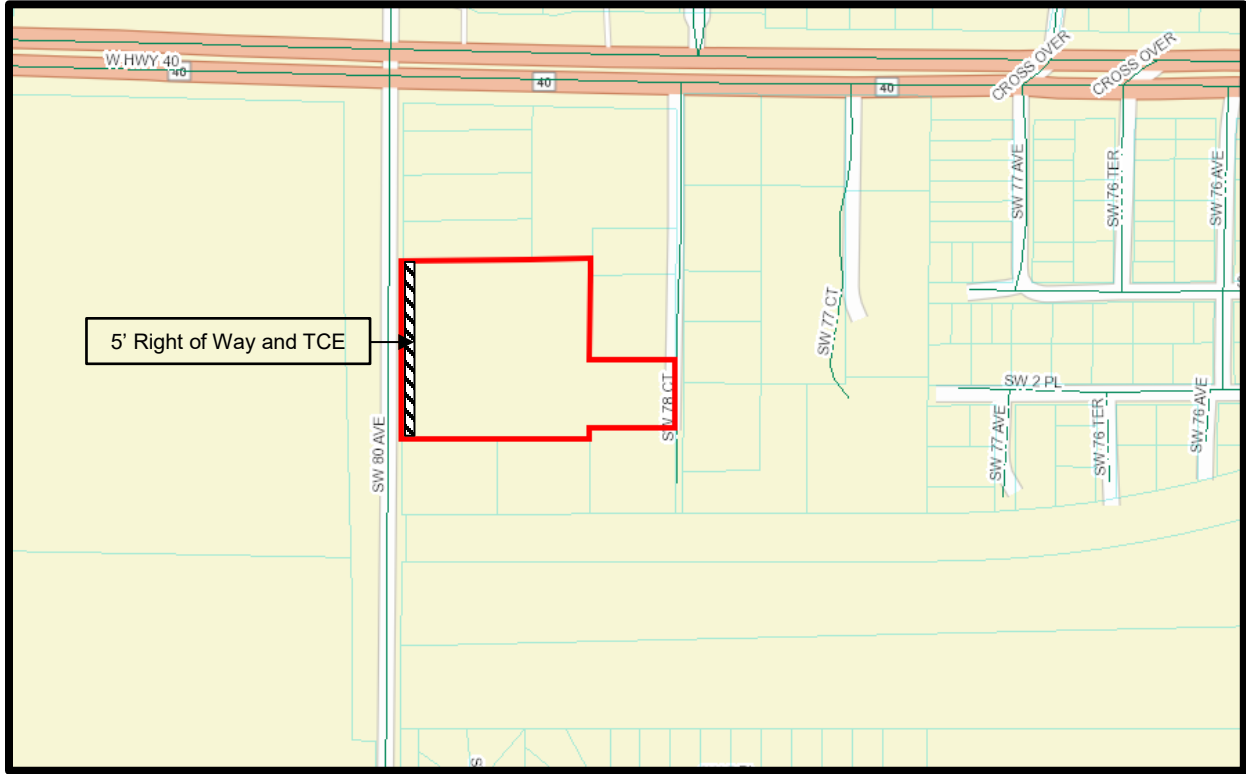 W HWY 40
40
40
40
CROSS OVER
CROSS OVER
SW 77 AVE
SW 76 TER
SW 76 AVE
5' Right of Way and TCE
SW 80 AVE
SW 78 CT
SW 77 CT
SW 2 PL
SW 77 AVE
SW 76 TER
SW 76 AVE